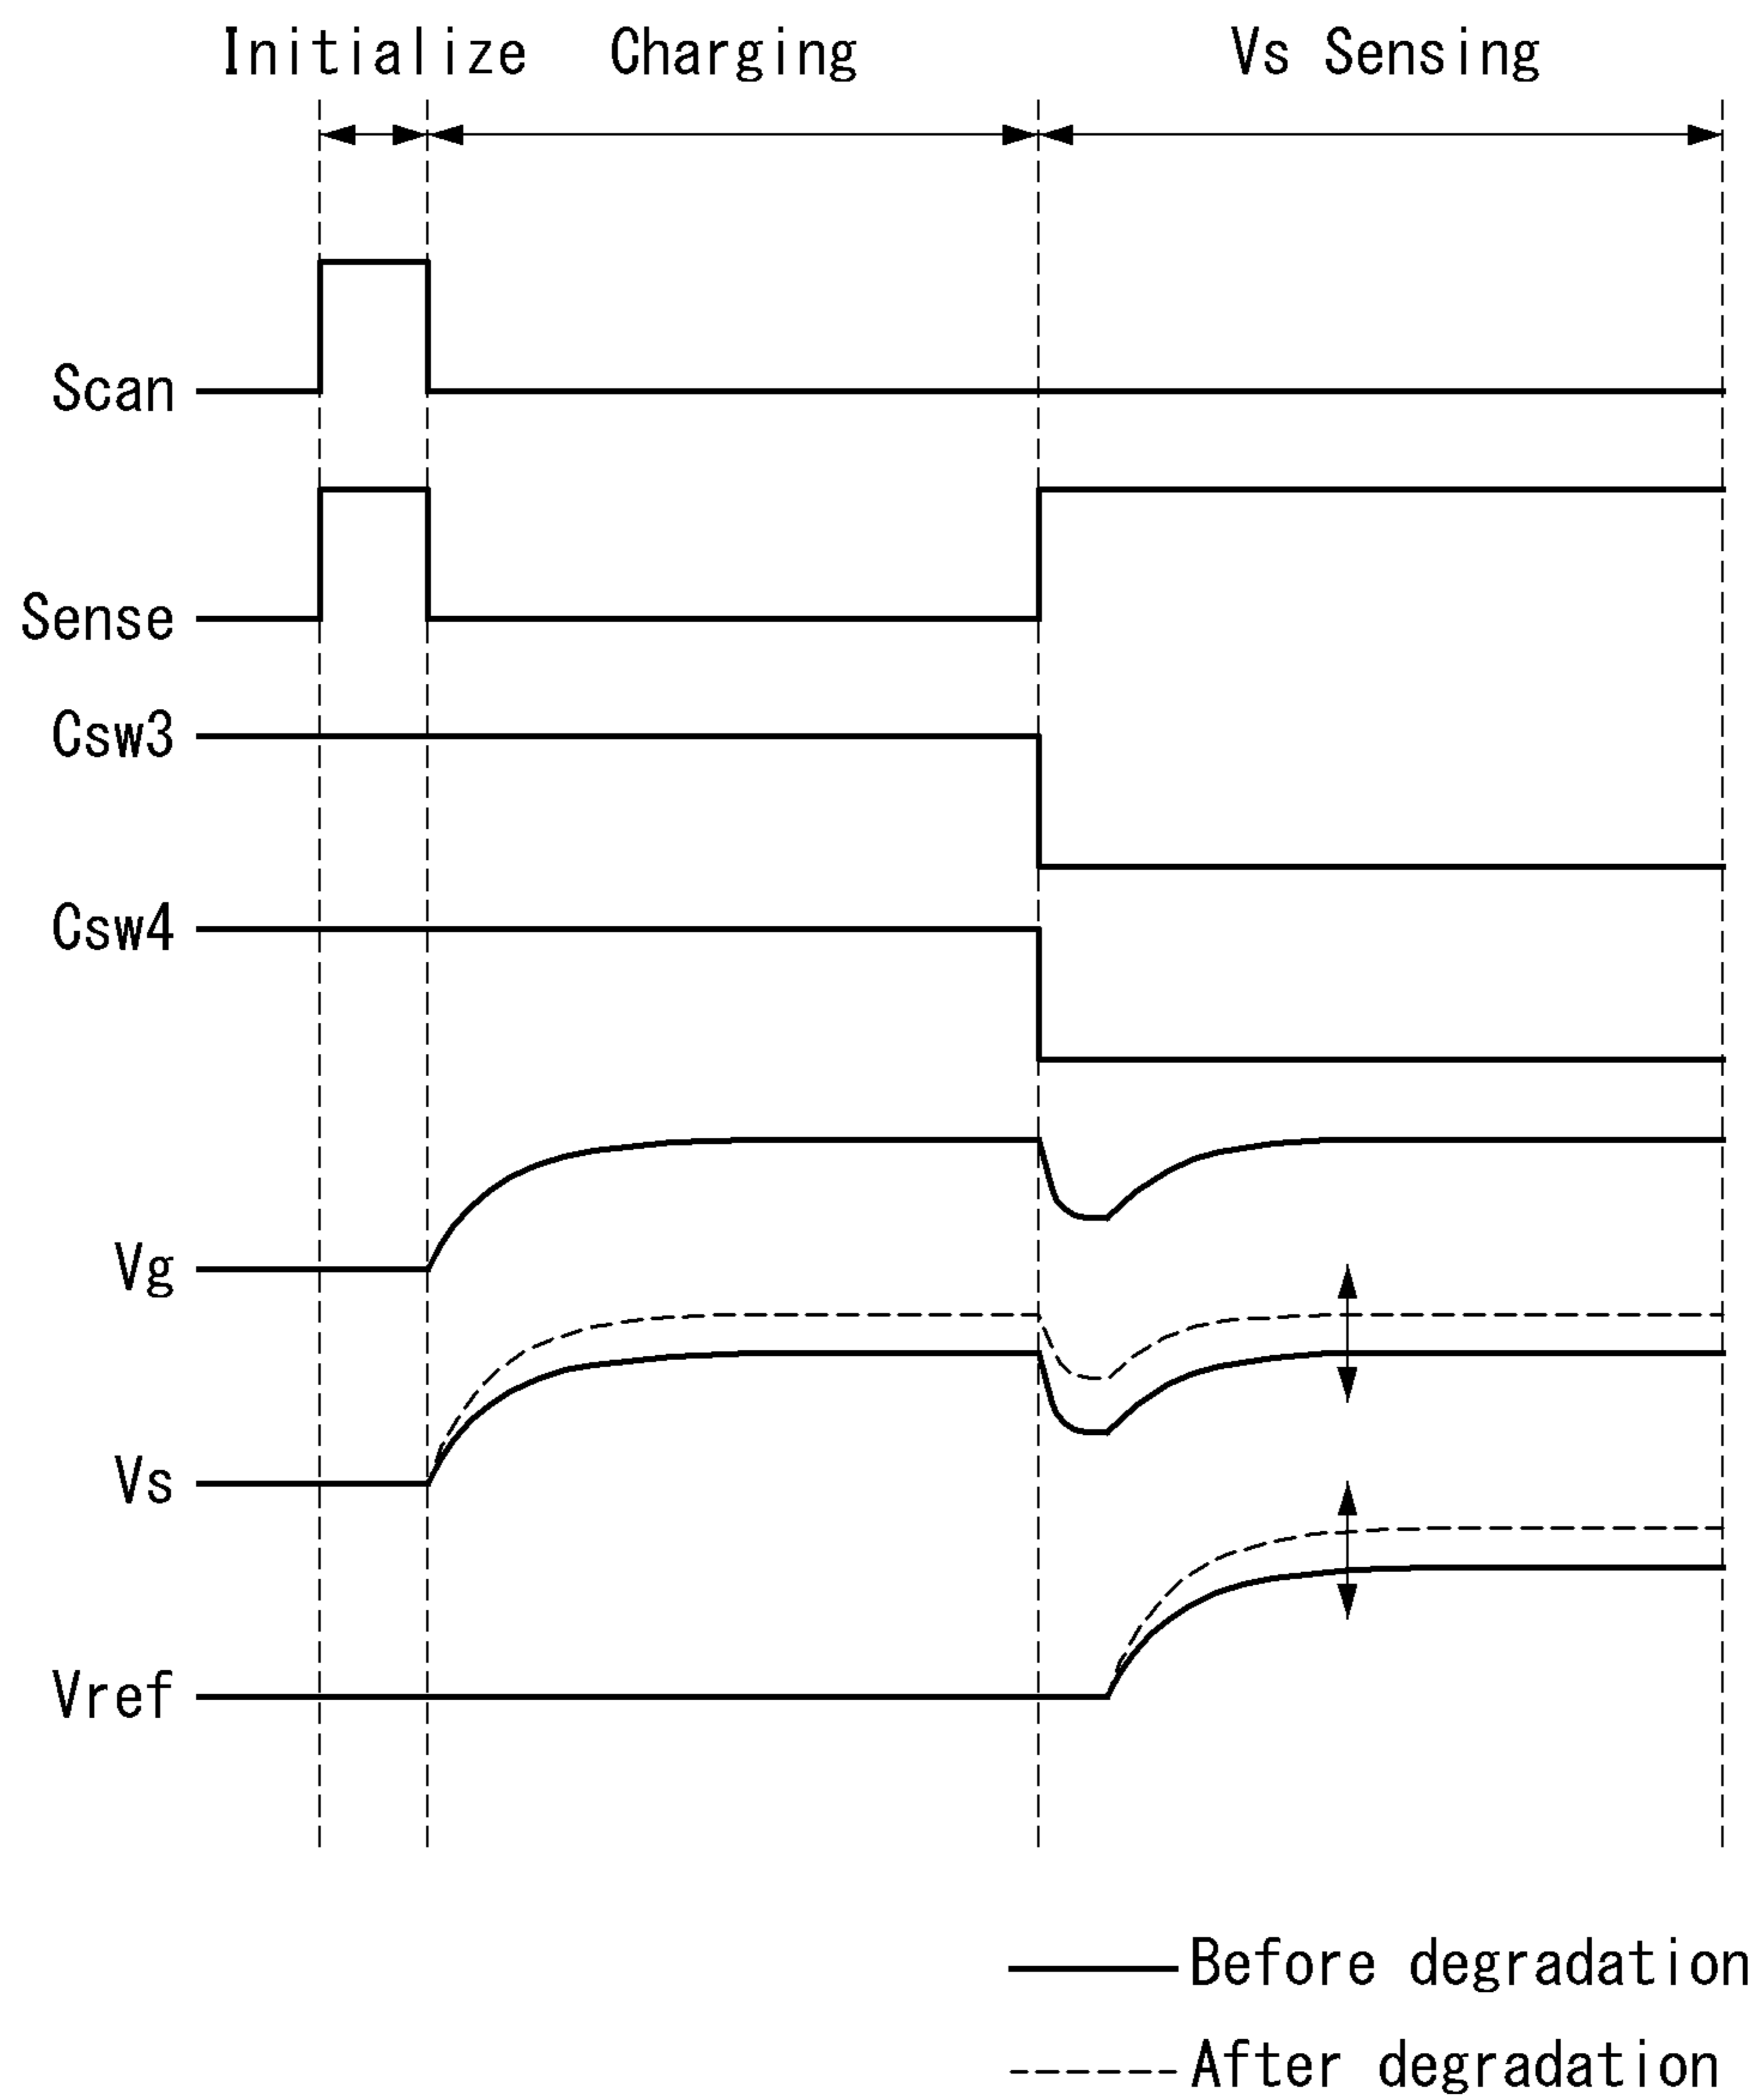 Initialize Charging Vs Sensing
Scan
Sense
Csw3
Csw4
Vg
Vs
Vref
Before degradation
After degradation